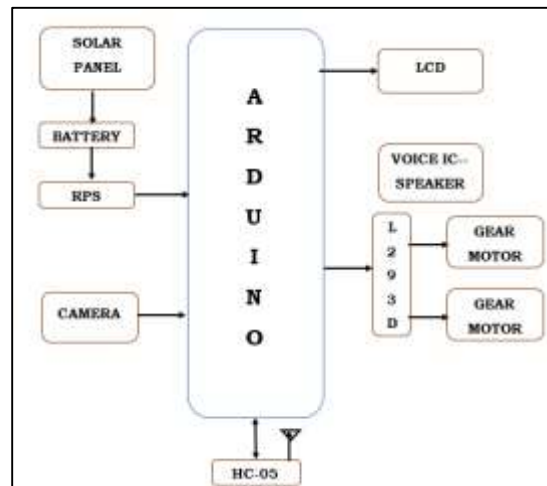 SOLAR
PANEL
BATTERY
RPS
CAMERA
A
R
D
U
I
N
O
LCD
VOICE IC--
SPEAKER
L
2
9
3
D
GEAR
MOTOR
GEAR
MOTOR
HC-05